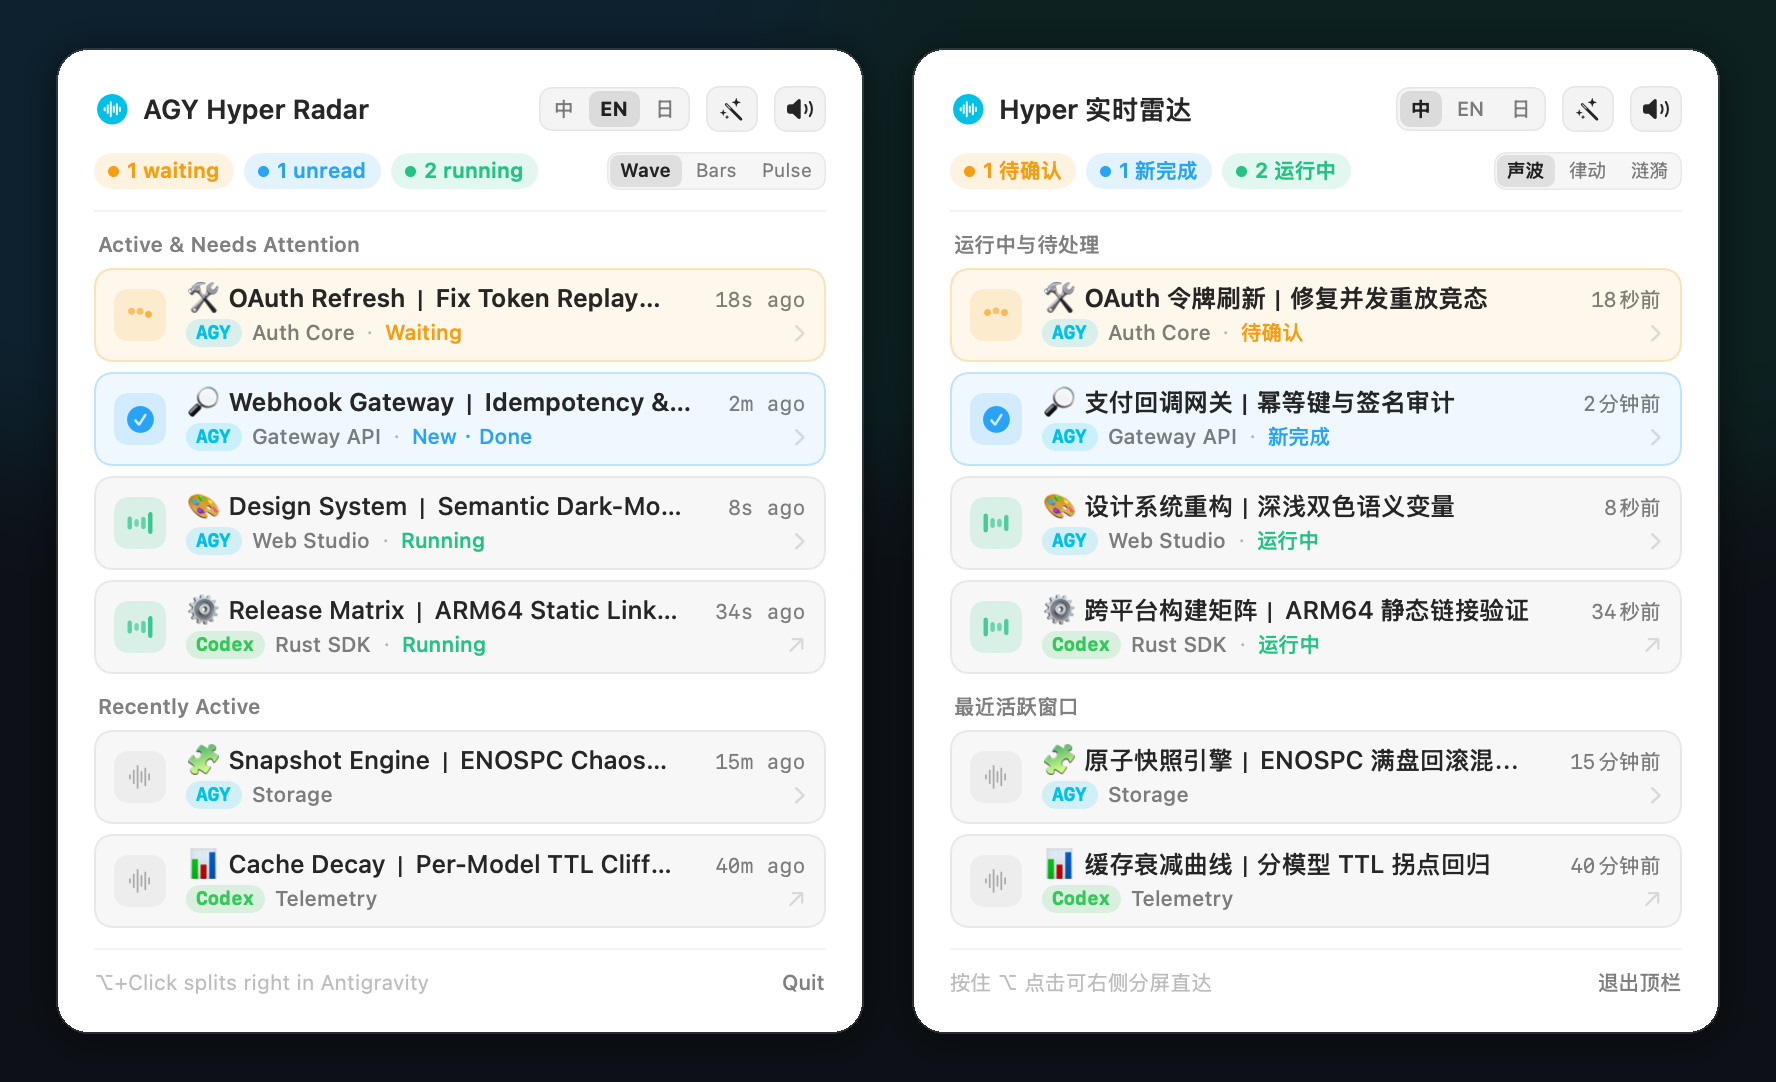 AGY Hyper Radar
中 EN 日
1 waiting 1 unread 2 running
Wave Bars Pulse
Active & Needs Attention
OAuth Refresh | Fix Token Replay... 18s ago
AGY Auth Core · Waiting
Webhook Gateway | Idempotency &... 2m ago
AGY Gateway API · New · Done
Design System | Semantic Dark-Mo... 8s ago
AGY Web Studio · Running
Release Matrix | ARM64 Static Link... 34s ago
Codex Rust SDK · Running
Recently Active
Snapshot Engine | ENOSPC Chaos... 15m ago
AGY Storage
Cache Decay | Per-Model TTL Cliff... 40m ago
Codex Telemetry
⌥+Click splits right in Antigravity Quit
Hyper 实时雷达
中 EN 日
1 待确认 1 新完成 2 运行中
声波 律动 涟漪
运行中与待处理
OAuth 令牌刷新 | 修复并发重放竞态 18秒前
AGY Auth Core · 待确认
支付回调网关 | 幂等键与签名审计 2分钟前
AGY Gateway API · 新完成
设计系统重构 | 深浅双色语义变量 8秒前
AGY Web Studio · 运行中
跨平台构建矩阵 | ARM64 静态链接验证 34秒前
Codex Rust SDK · 运行中
最近活跃窗口
原子快照引擎 | ENOSPC 满盘回滚混... 15分钟前
AGY Storage
缓存衰减曲线 | 分模型 TTL 拐点回归 40分钟前
Codex Telemetry
按住 ⌥ 点击可右侧分屏直达 退出顶栏